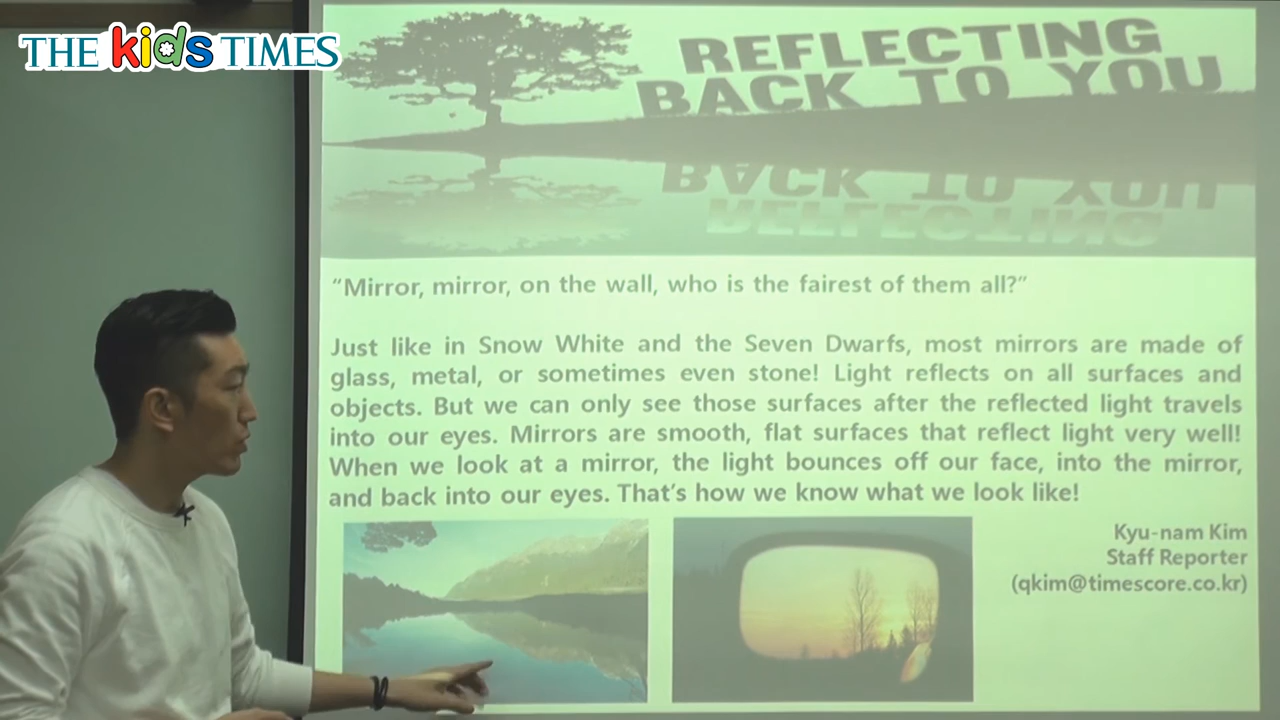 THE kids TIMES
REFLECTING
BACK TO YOU
BACK TO YOU
REFLECTING
“Mirror, mirror, on the wall, who is the fairest of them all?”
Just like in Snow White and the Seven Dwarfs, most mirrors are made of
glass, metal, or sometimes even stone! Light reflects on all surfaces and
objects. But we can only see those surfaces after the reflected light travels
into our eyes. Mirrors are smooth, flat surfaces that reflect light very well!
When we look at a mirror, the light bounces off our face, into the mirror,
and back into our eyes. That’s how we know what we look like!
Kyu-nam Kim
Staff Reporter
(qkim@timescore.co.kr)